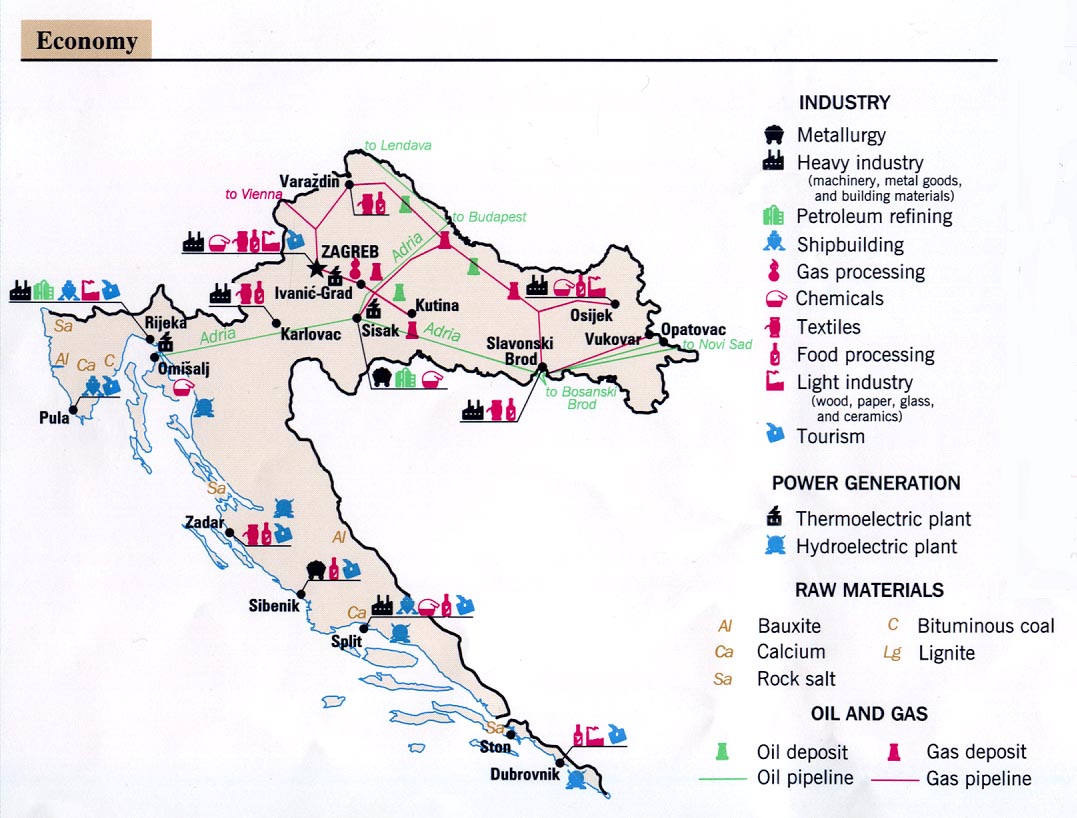 Economy
to Lendava
Varaždin
to Vienna
to Budapest
ZAGREB
Adria
Ivanić-Grad
Kutina
Osijek
Rijeka
Karlovac
Sisak
Adria
Adria
Opatovac
Vukovar
to Novi Sad
Slavonski
Brod
Omišalj
to Bosanski
Brod
Sa
Al
Ca
C
Pula
Sa
Zadar
Al
Sibenik
Ca
Split
Sa
Ston
Dubrovnik
INDUSTRY
Metallurgy
Heavy industry
(machinery, metal goods,
and building materials)
Petroleum refining
Shipbuilding
Gas processing
Chemicals
Textiles
Food processing
Light industry
(wood, paper, glass,
and ceramics)
Tourism
POWER GENERATION
Thermoelectric plant
Hydroelectric plant
RAW MATERIALS
Al Bauxite C Bituminous coal
Ca Calcium Lg Lignite
Sa Rock salt
OIL AND GAS
Oil deposit Gas deposit
Oil pipeline Gas pipeline